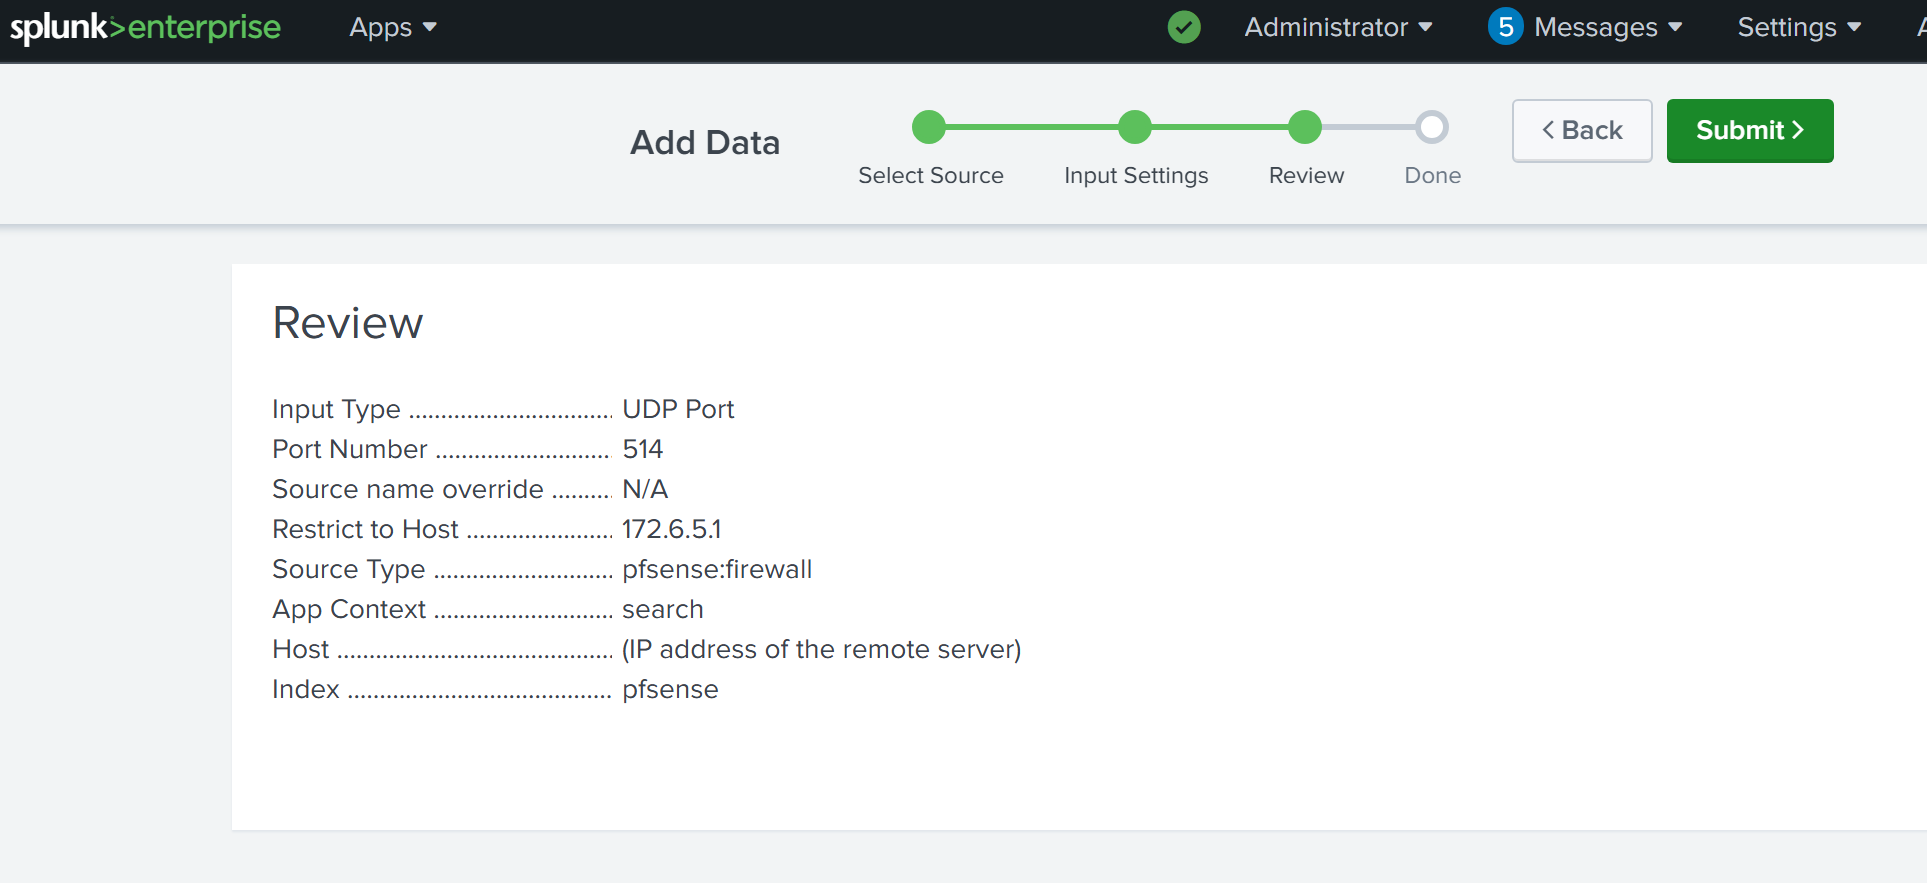 splunk>enterprise Apps Administrator 5 Messages Settings
Add Data
Select Source Input Settings Review Done
< Back Submit >
Review
Input Type ................................ UDP Port
Port Number ........................... 514
Source name override .......... N/A
Restrict to Host ....................... 172.6.5.1
Source Type ............................ pfsense:firewall
App Context ............................ search
Host ........................................... (IP address of the remote server)
Index ......................................... pfsense